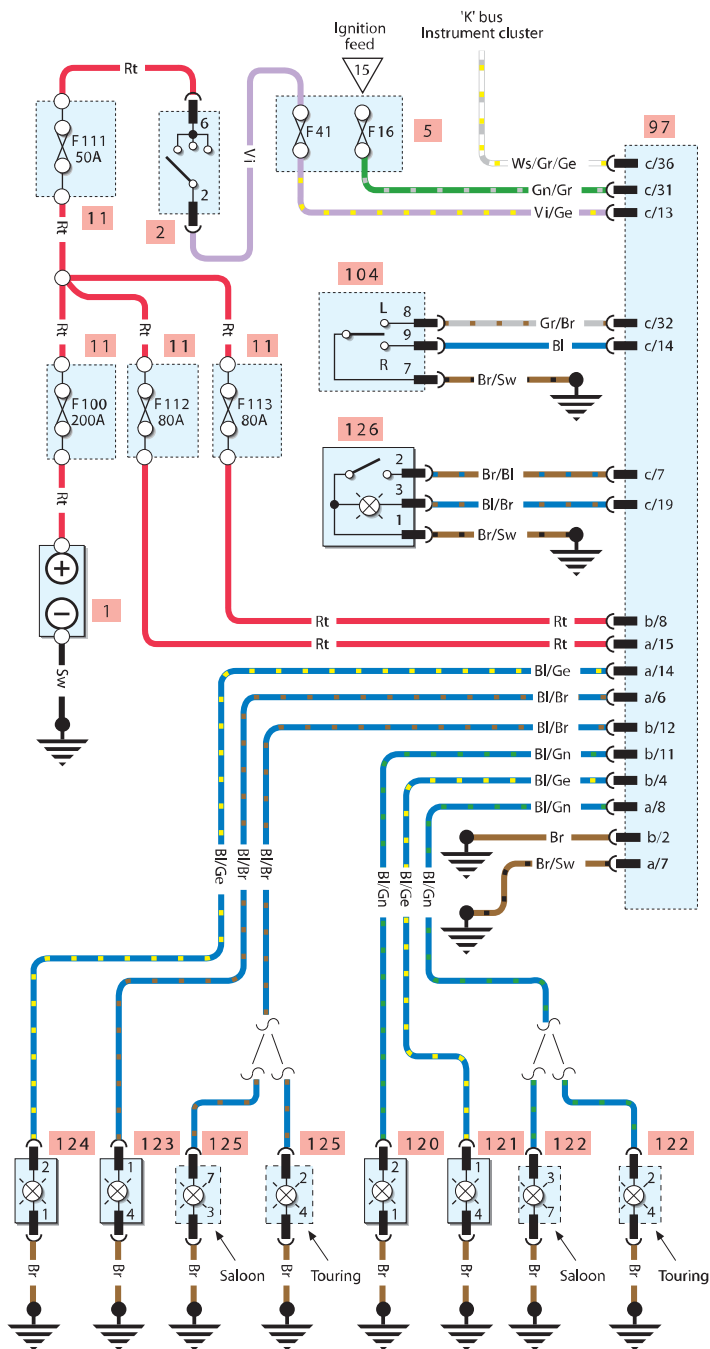 'K' bus
Instrument cluster
Ignition
feed
15
Rt
F111
50A
6
2
Vi
F41
F16
5
97
11
2
Ws/Gr/Ge
c/36
Gn/Gr
c/31
Vi/Ge
c/13
104
L
8
Gr/Br
c/32
9
Bl
c/14
R
7
Br/Sw
Rt
Rt
Rt
11
11
11
F100
200A
F112
80A
F113
80A
126
2
Br/Bl
c/7
3
Bl/Br
c/19
1
Br/Sw
Rt
1
Sw
Rt
Rt
b/8
Rt
Rt
a/15
Bl/Ge
a/14
Bl/Br
a/6
Bl/Br
b/12
Bl/Gn
b/11
Bl/Ge
b/4
Bl/Gn
a/8
Br
b/2
Br/Sw
a/7
Bl/Ge
Bl/Br
Bl/Br
Bl/Gn
Bl/Ge
Bl/Gn
124
123
125
125
120
121
122
122
2
1
1
4
7
3
2
4
2
1
1
4
3
7
2
4
Br
Br
Br
Saloon
Br
Touring
Br
Br
Br
Saloon
Br
Touring